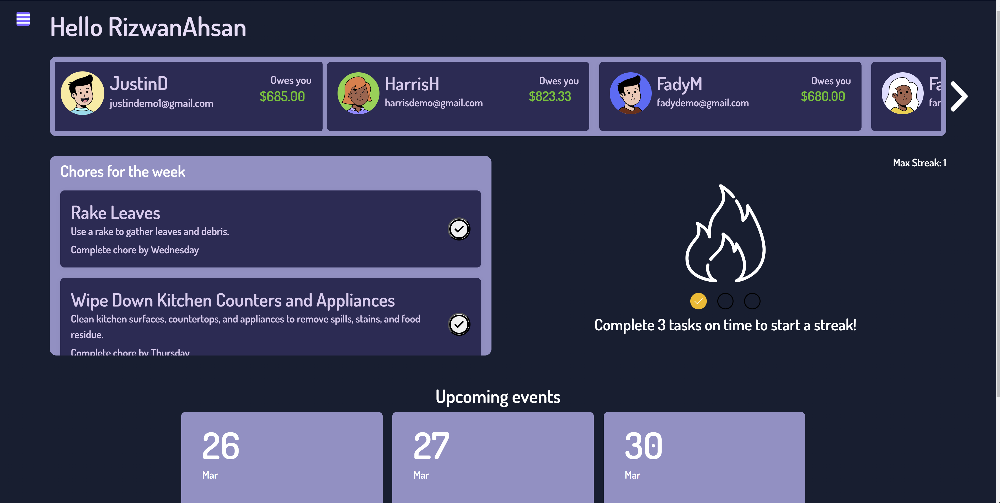 Hello RizwanAhsan
JustinD
justindemo1@gmail.com
Owes you
$685.00
HarrisH
harrisdemo@gmail.com
Owes you
$823.33
FadyM
fadydemo@gmail.com
Owes you
$680.00
Fa
far
Chores for the week
Rake Leaves
Use a rake to gather leaves and debris.
Complete chore by Wednesday
Wipe Down Kitchen Counters and Appliances
Clean kitchen surfaces, countertops, and appliances to remove spills, stains, and food
residue.
Complete chore by Thursday
Max Streak: 1
Complete 3 tasks on time to start a streak!
Upcoming events
26
Mar
27
Mar
30
Mar